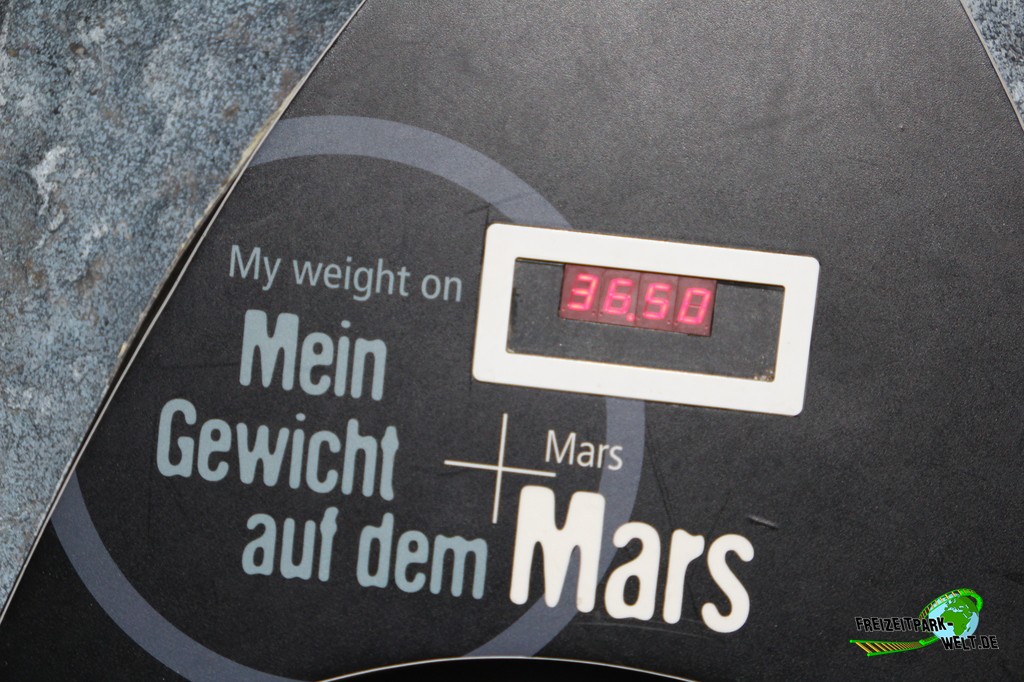 My weight on
Mein
Gewicht
auf dem
36.50
Mars
Mars
FREIZEITPARK-
WELT.DE